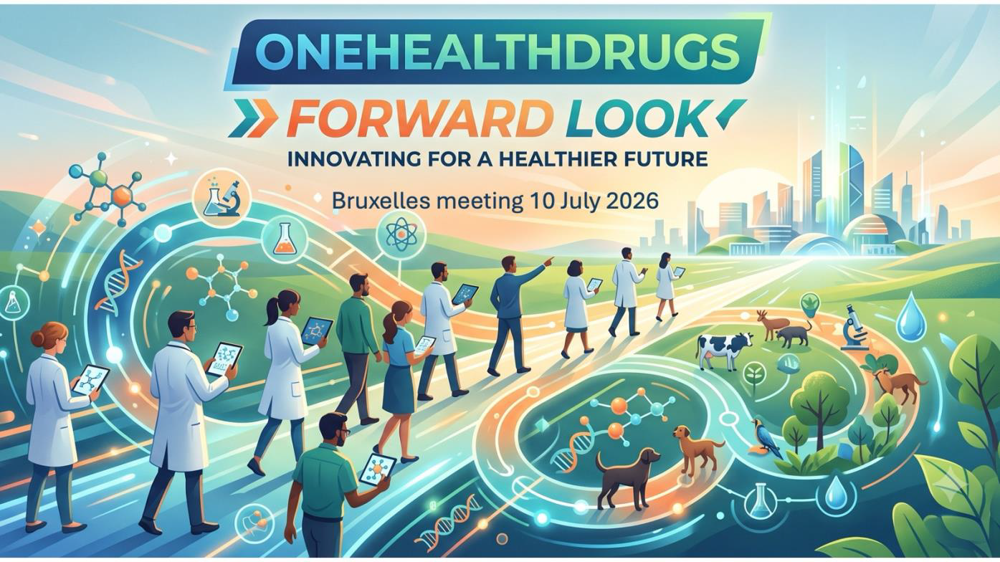 ONEHEALTHDRUGS
FORWARD LOOK
INNOVATING FOR A HEALTHIER FUTURE
Bruxelles meeting 10 July 2026